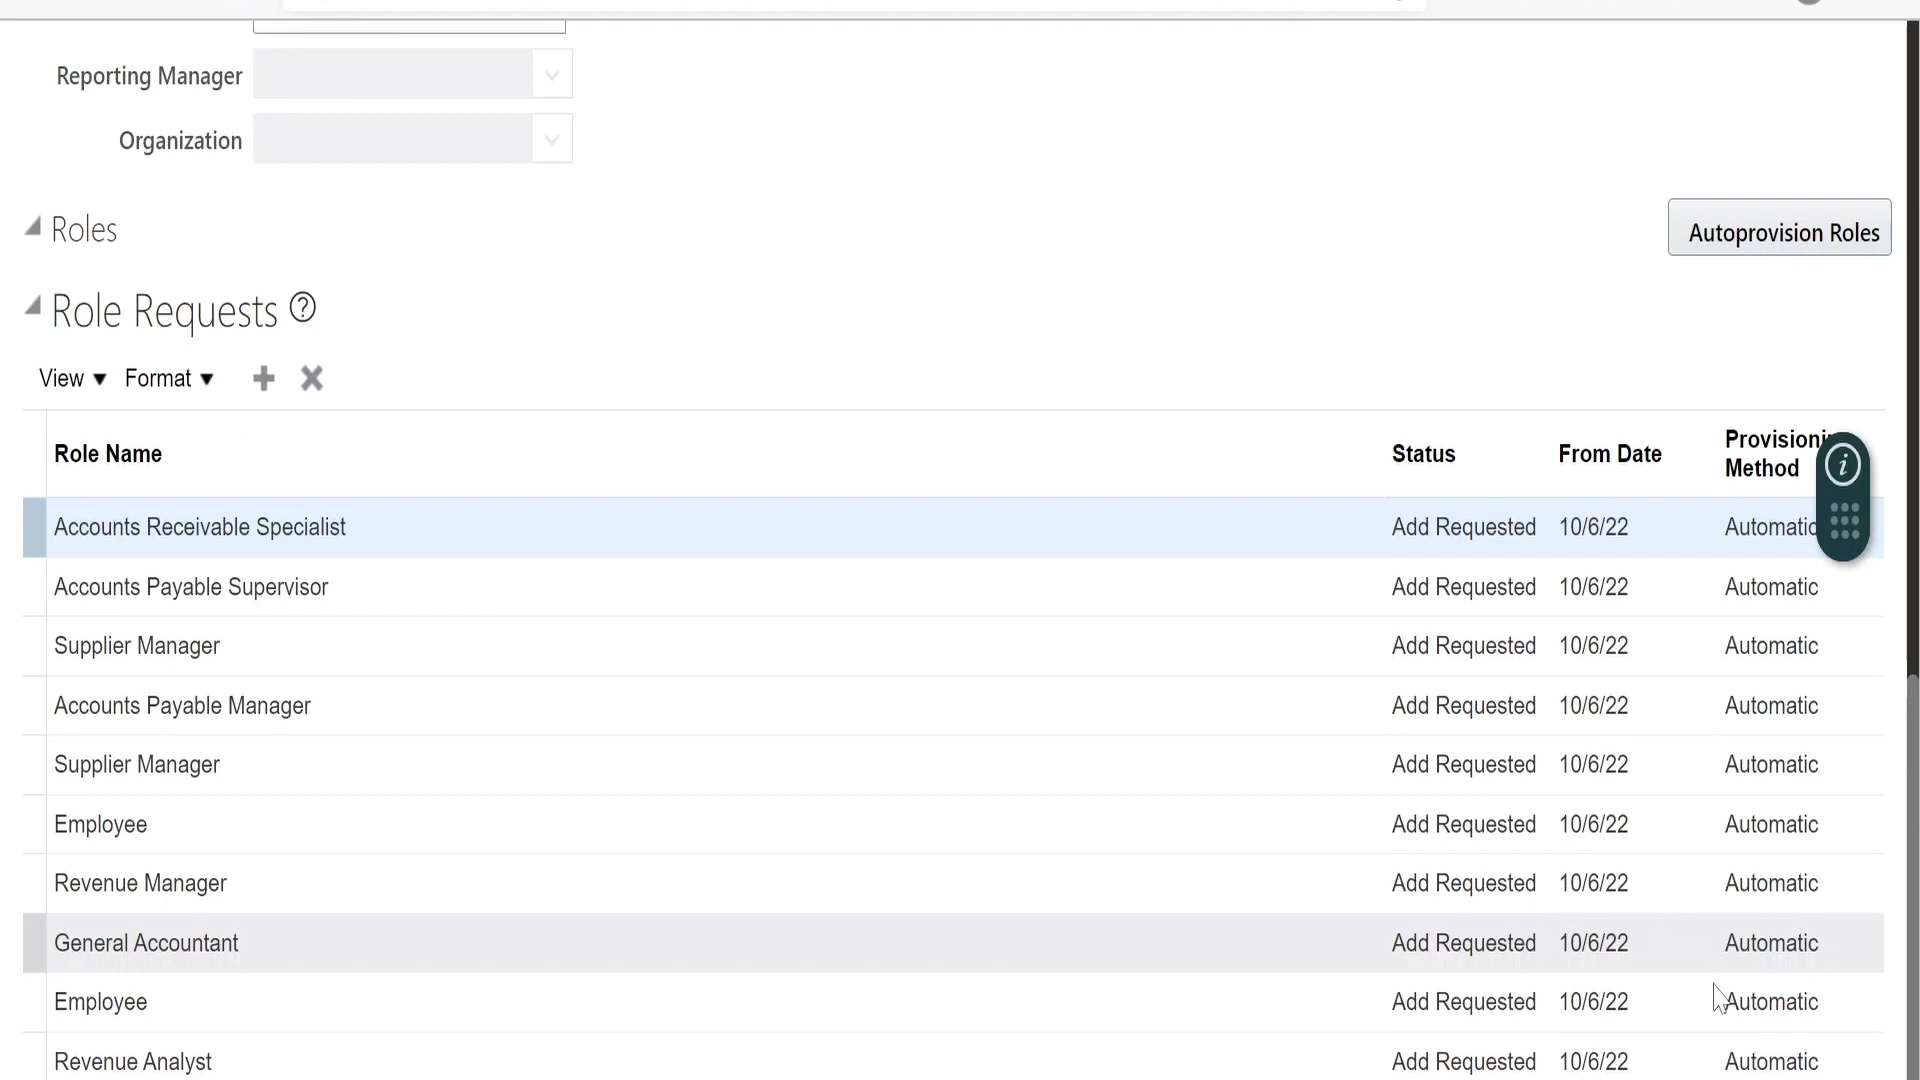 Reporting Manager
Organization
Roles
Autoprovision Roles
Role Requests
View Format
Role Name Status From Date Method
Accounts Receivable Specialist Add Requested 10/6/22 Automatic
Accounts Payable Supervisor Add Requested 10/6/22 Automatic
Supplier Manager Add Requested 10/6/22 Automatic
Accounts Payable Manager Add Requested 10/6/22 Automatic
Supplier Manager Add Requested 10/6/22 Automatic
Employee Add Requested 10/6/22 Automatic
Revenue Manager Add Requested 10/6/22 Automatic
General Accountant Add Requested 10/6/22 Automatic
Employee Add Requested 10/6/22 Automatic
Revenue Analyst Add Requested 10/6/22 Automatic